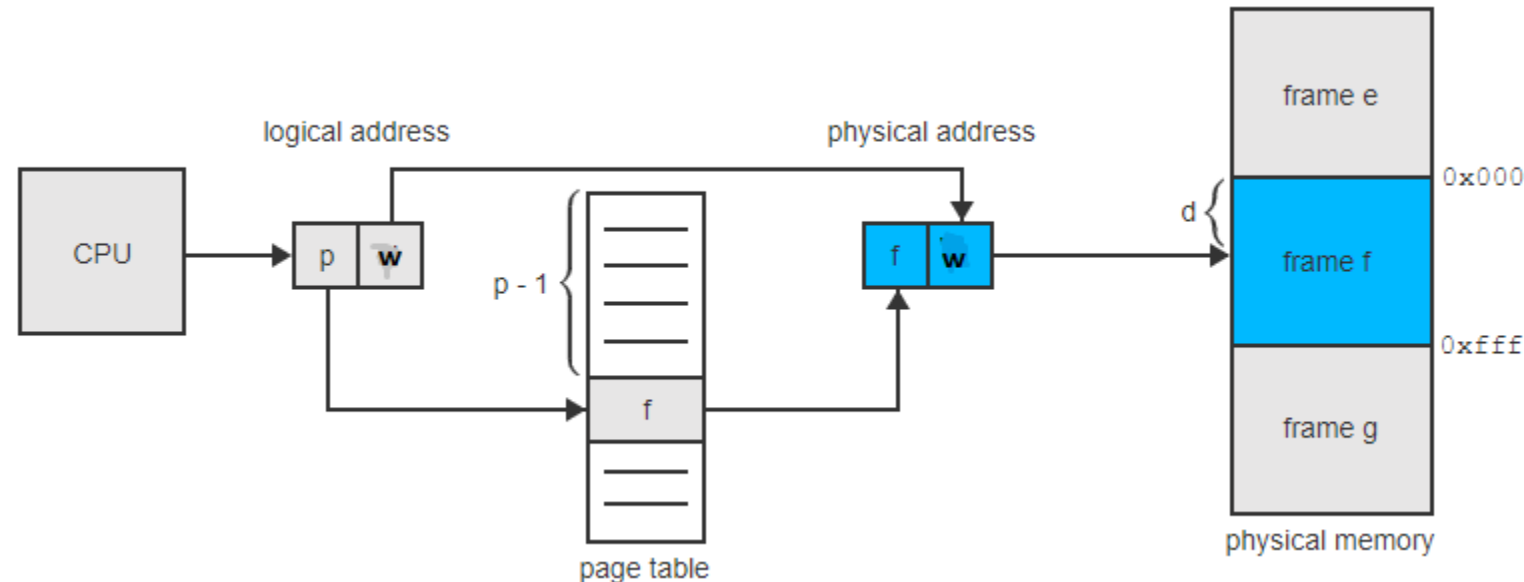 logical address
physical address
CPU
p
w
p - 1
f
page table
f
w
d
frame e
0x000
frame f
0xfff
frame g
physical memory